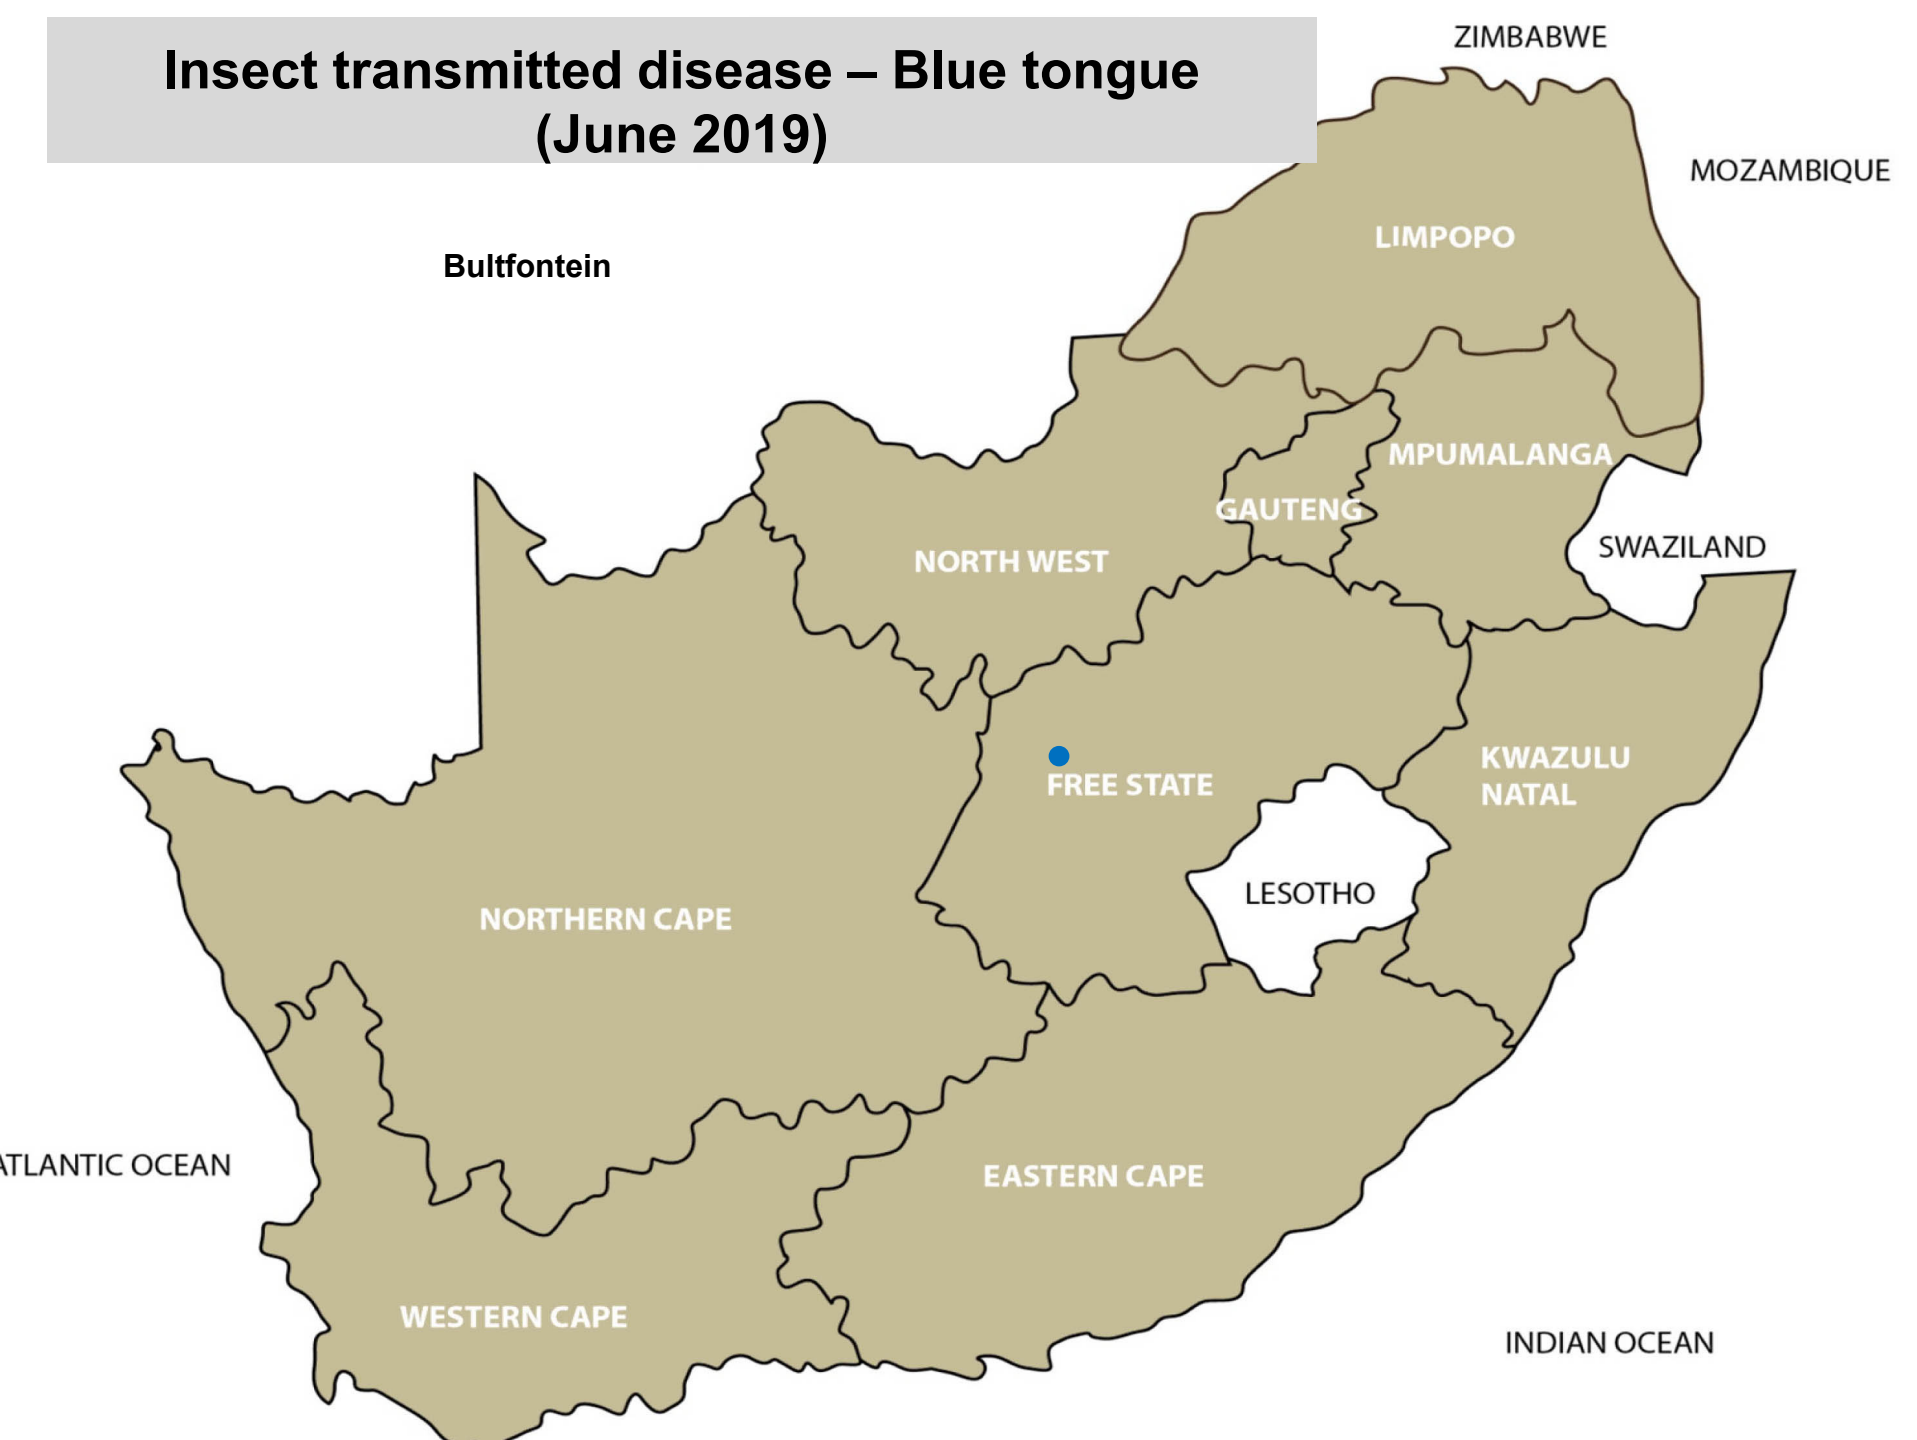 Insect transmitted disease – Blue tongue
(June 2019)
ZIMBABWE
MOZAMBIQUE
LIMPOPO
Bultfontein
MPUMALANGA
GAUTENG
SWAZILAND
NORTH WEST
KWAZULU
NATAL
FREE STATE
LESOTHO
NORTHERN CAPE
ATLANTIC OCEAN
EASTERN CAPE
WESTERN CAPE
INDIAN OCEAN